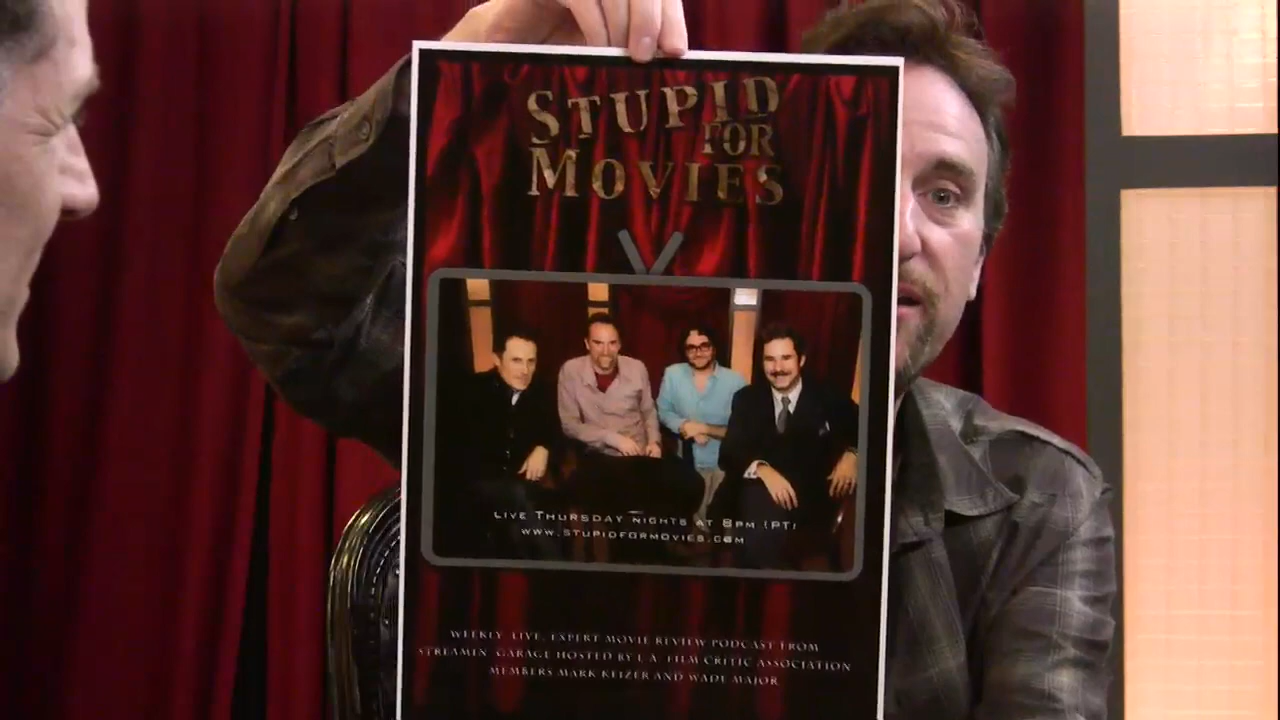 STUPID
FOR
MOVIES
LIVE THURSDAY NIGHTS AT 8PM (PT)
WWW.STUPIDFORMOVIES.COM
WEEKLY, LIVE, EXPERT MOVIE REVIEW PODCAST FROM
STREAMIN' GARAGE HOSTED BY L.A. FILM CRITIC ASSOCIATION
MEMBERS MARK KEIZER AND WADE MAJOR